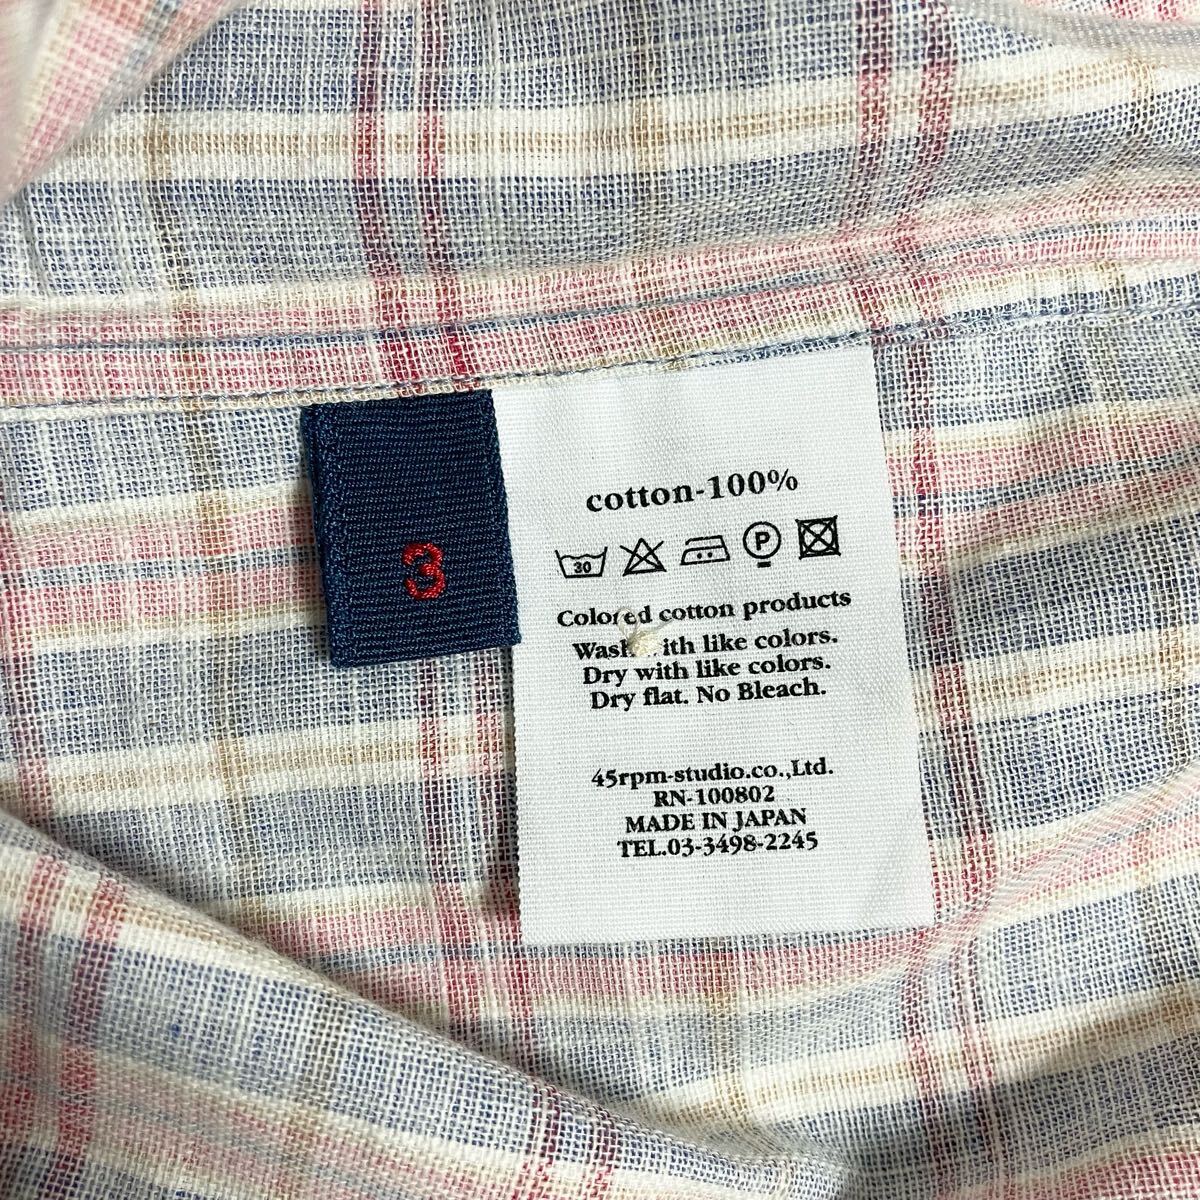 3
cotton-100%
30 P
Colored cotton products
Wash with like colors.
Dry with like colors.
Dry flat. No Bleach.
45rpm-studio.co.,Ltd.
RN-100802
MADE IN JAPAN
TEL.03-3498-2245